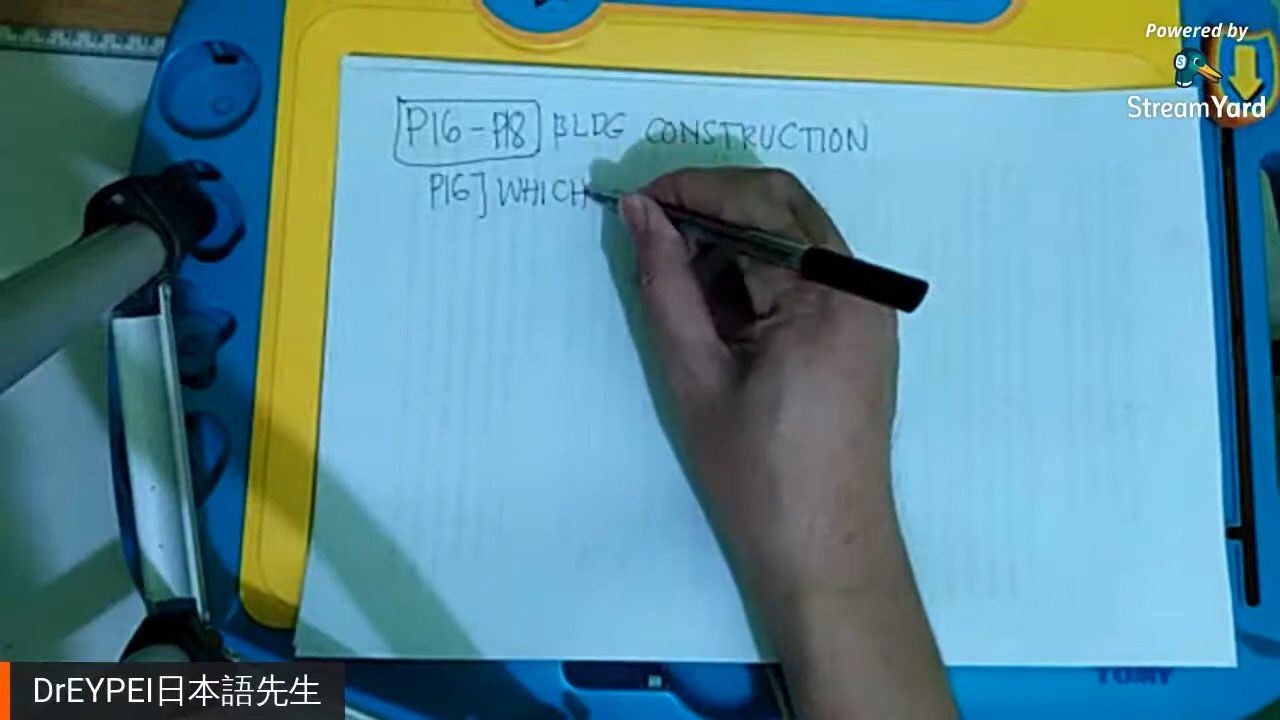 Powered by
StreamYard
P16-P18 BLDG CONSTRUCTION
P16] WHICH
TOMY
DrEYPEI日本語先生